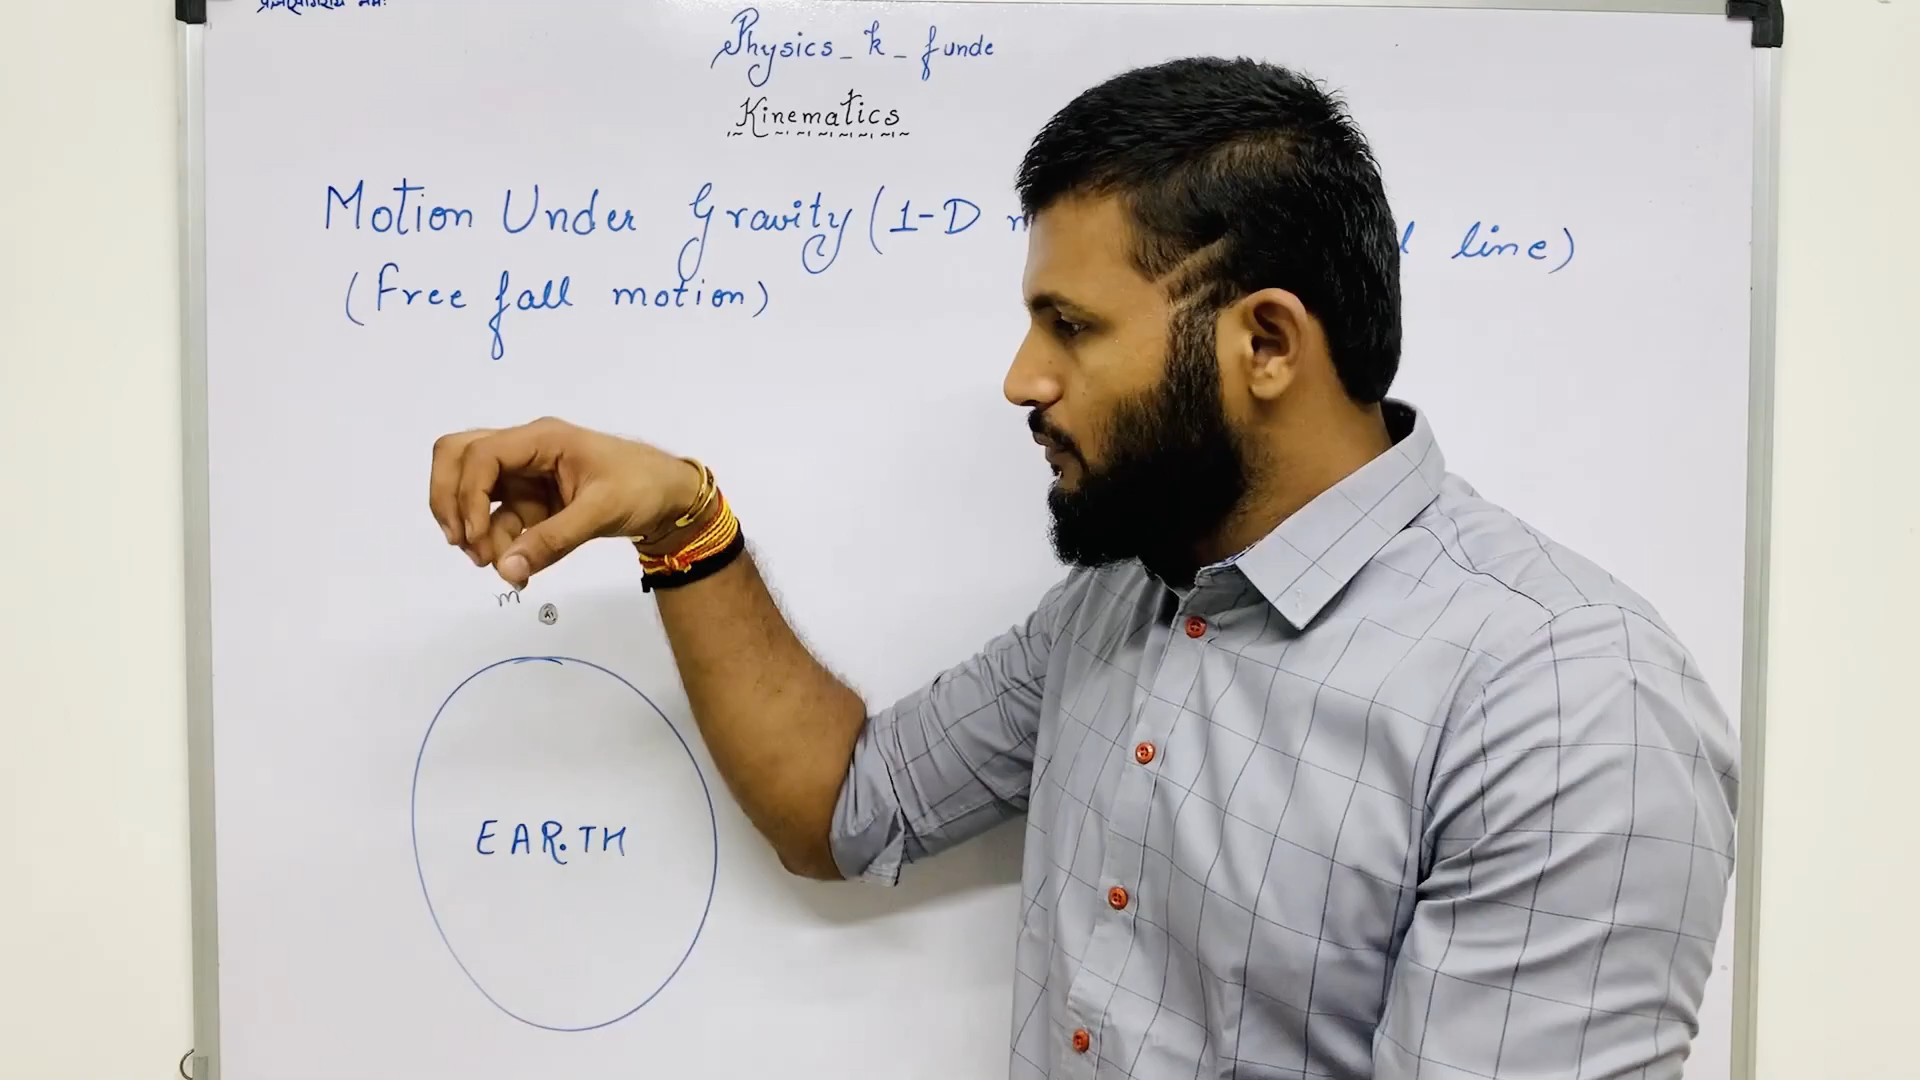 Physics_k_funde
Kinematics
Motion Under Gravity (1-D line)
(Free fall motion)
m
EARTH